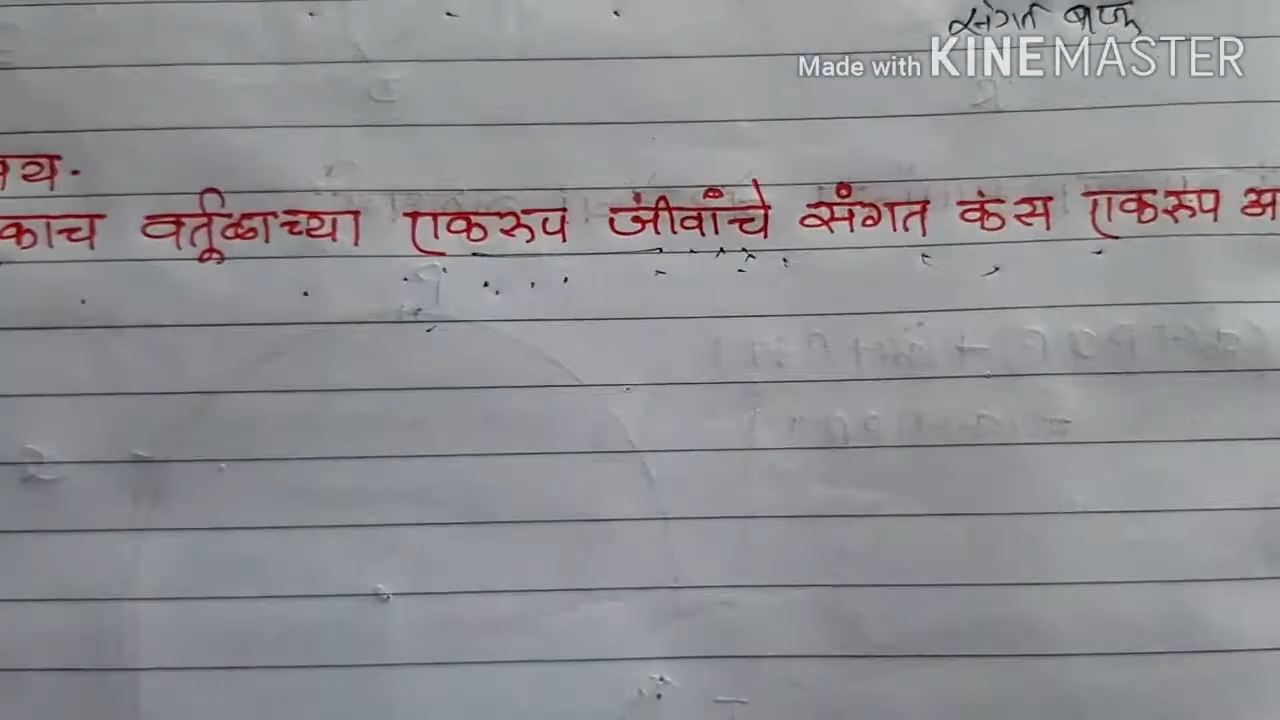 संगत बाजू
Made with KINEMASTER
मेय.
काच वर्तूळाच्या एकरुप जीवांचे संगत कंस एकरुप अ